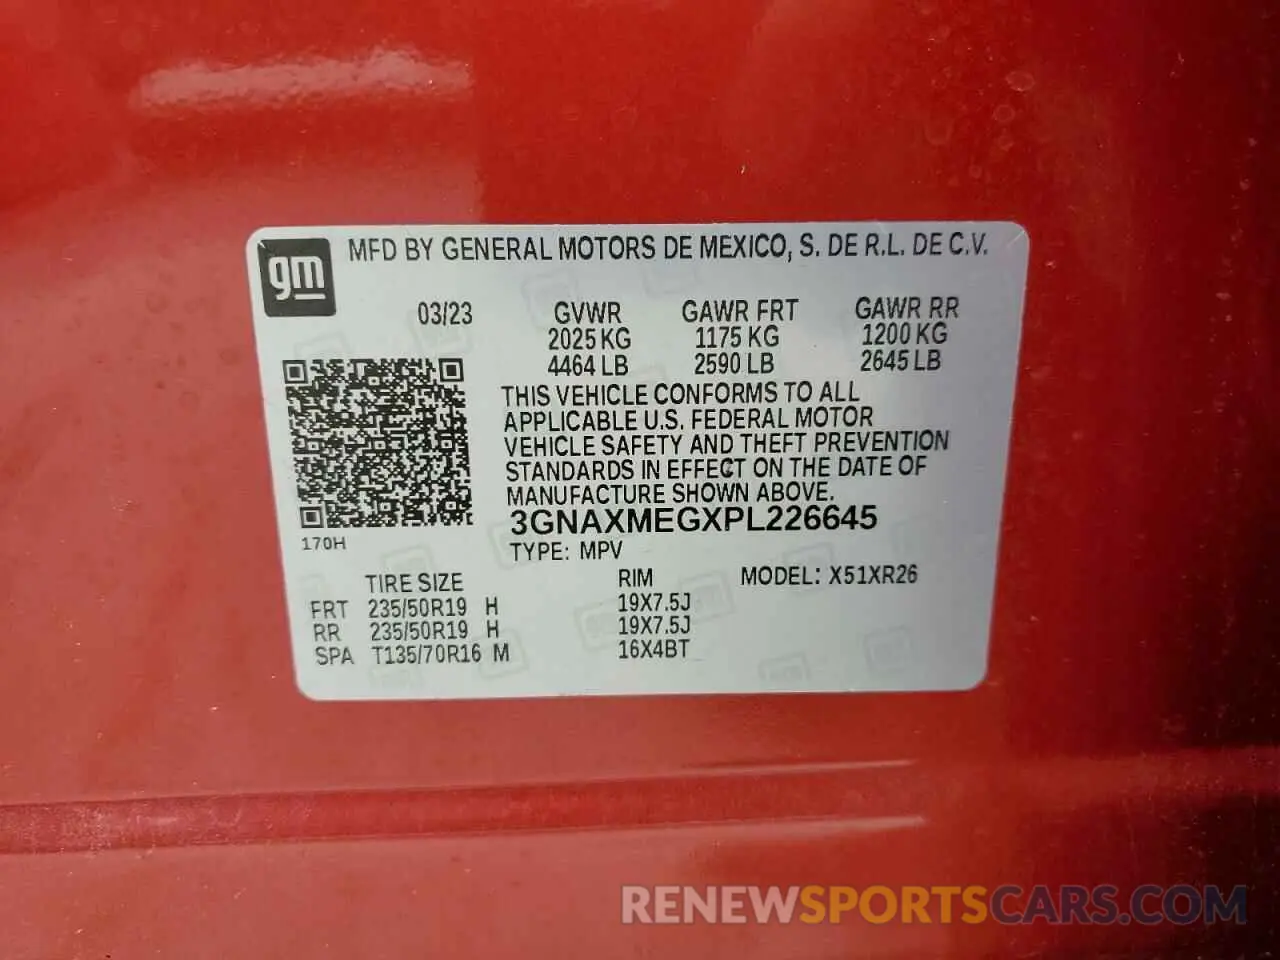 gm MFD BY GENERAL MOTORS DE MEXICO, S. DE R.L. DE C.V.
03/23 GVWR GAWR FRT GAWR RR
2025 KG 1175 KG 1200 KG
4464 LB 2590 LB 2645 LB
THIS VEHICLE CONFORMS TO ALL
APPLICABLE U.S. FEDERAL MOTOR
VEHICLE SAFETY AND THEFT PREVENTION
STANDARDS IN EFFECT ON THE DATE OF
MANUFACTURE SHOWN ABOVE.
3GNAXMEGXPL226645
170H
TYPE: MPV
TIRE SIZE RIM MODEL: X51XR26
FRT 235/50R19 H 19X7.5J
RR 235/50R19 H 19X7.5J
SPA T135/70R16 M 16X4BT
RENEWSPORTSCARS.COM